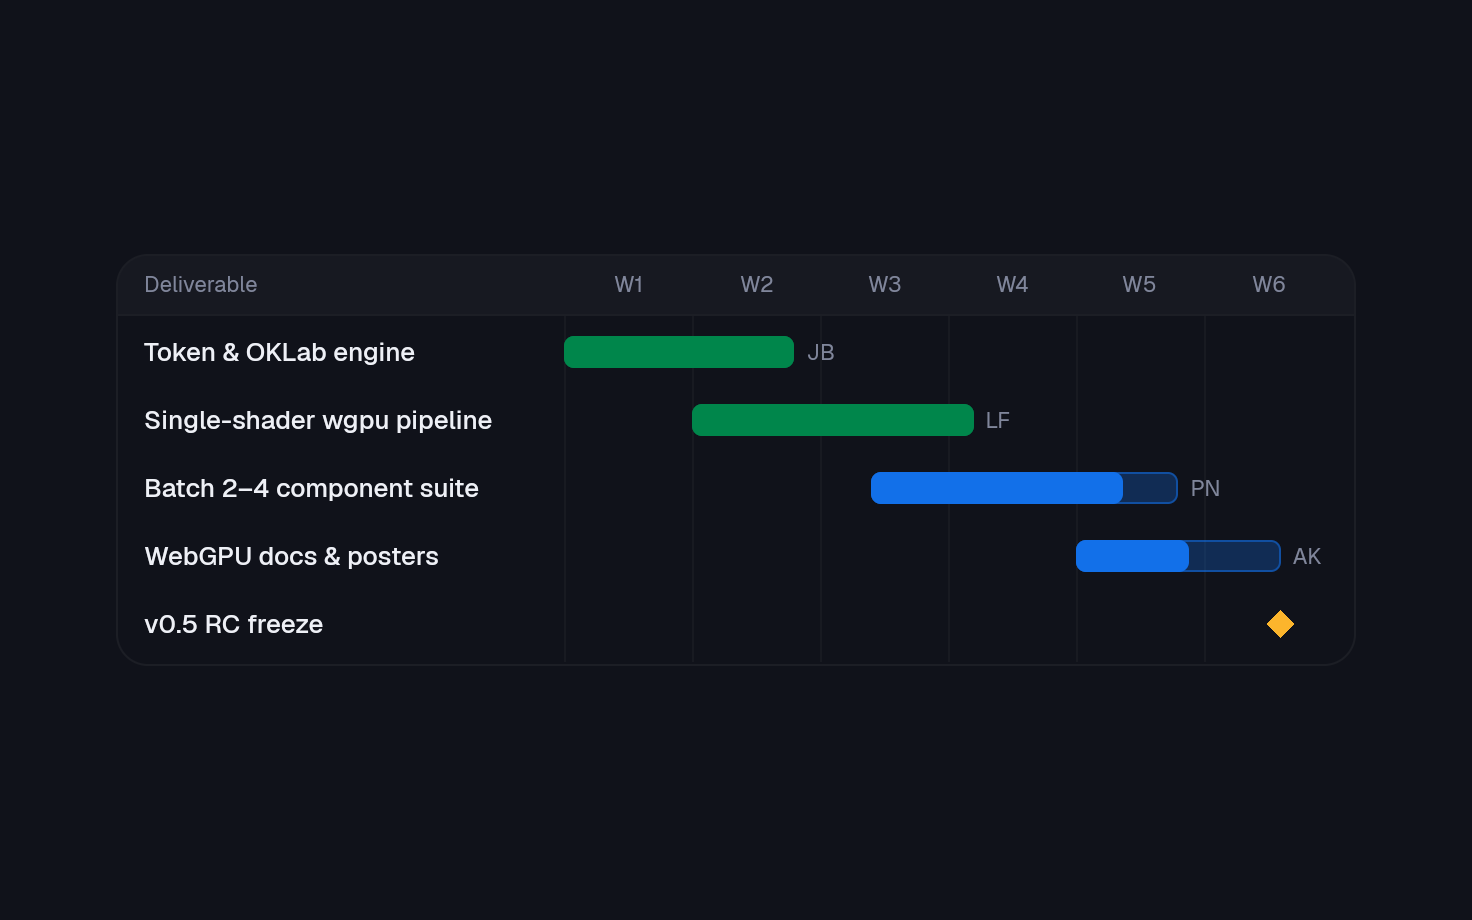 Deliverable W1 W2 W3 W4 W5 W6
Token & OKLab engine JB
Single-shader wgpu pipeline LF
Batch 2–4 component suite PN
WebGPU docs & posters AK
v0.5 RC freeze